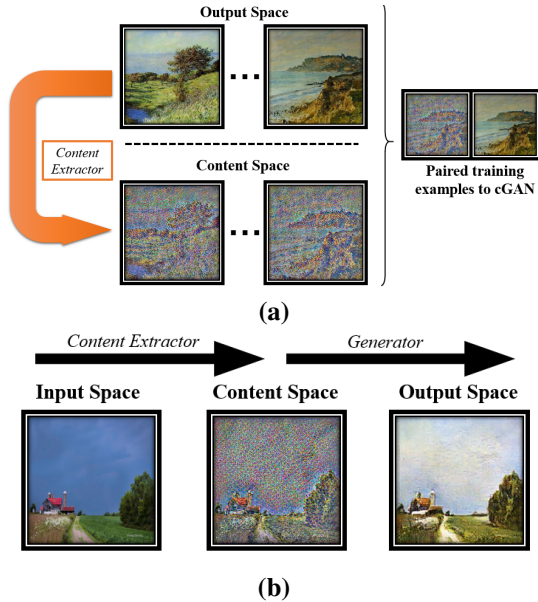 Output Space
Content
Extractor
Content Space
Paired training
examples to cGAN
(a)
Content Extractor
Generator
Input Space
Content Space
Output Space
(b)